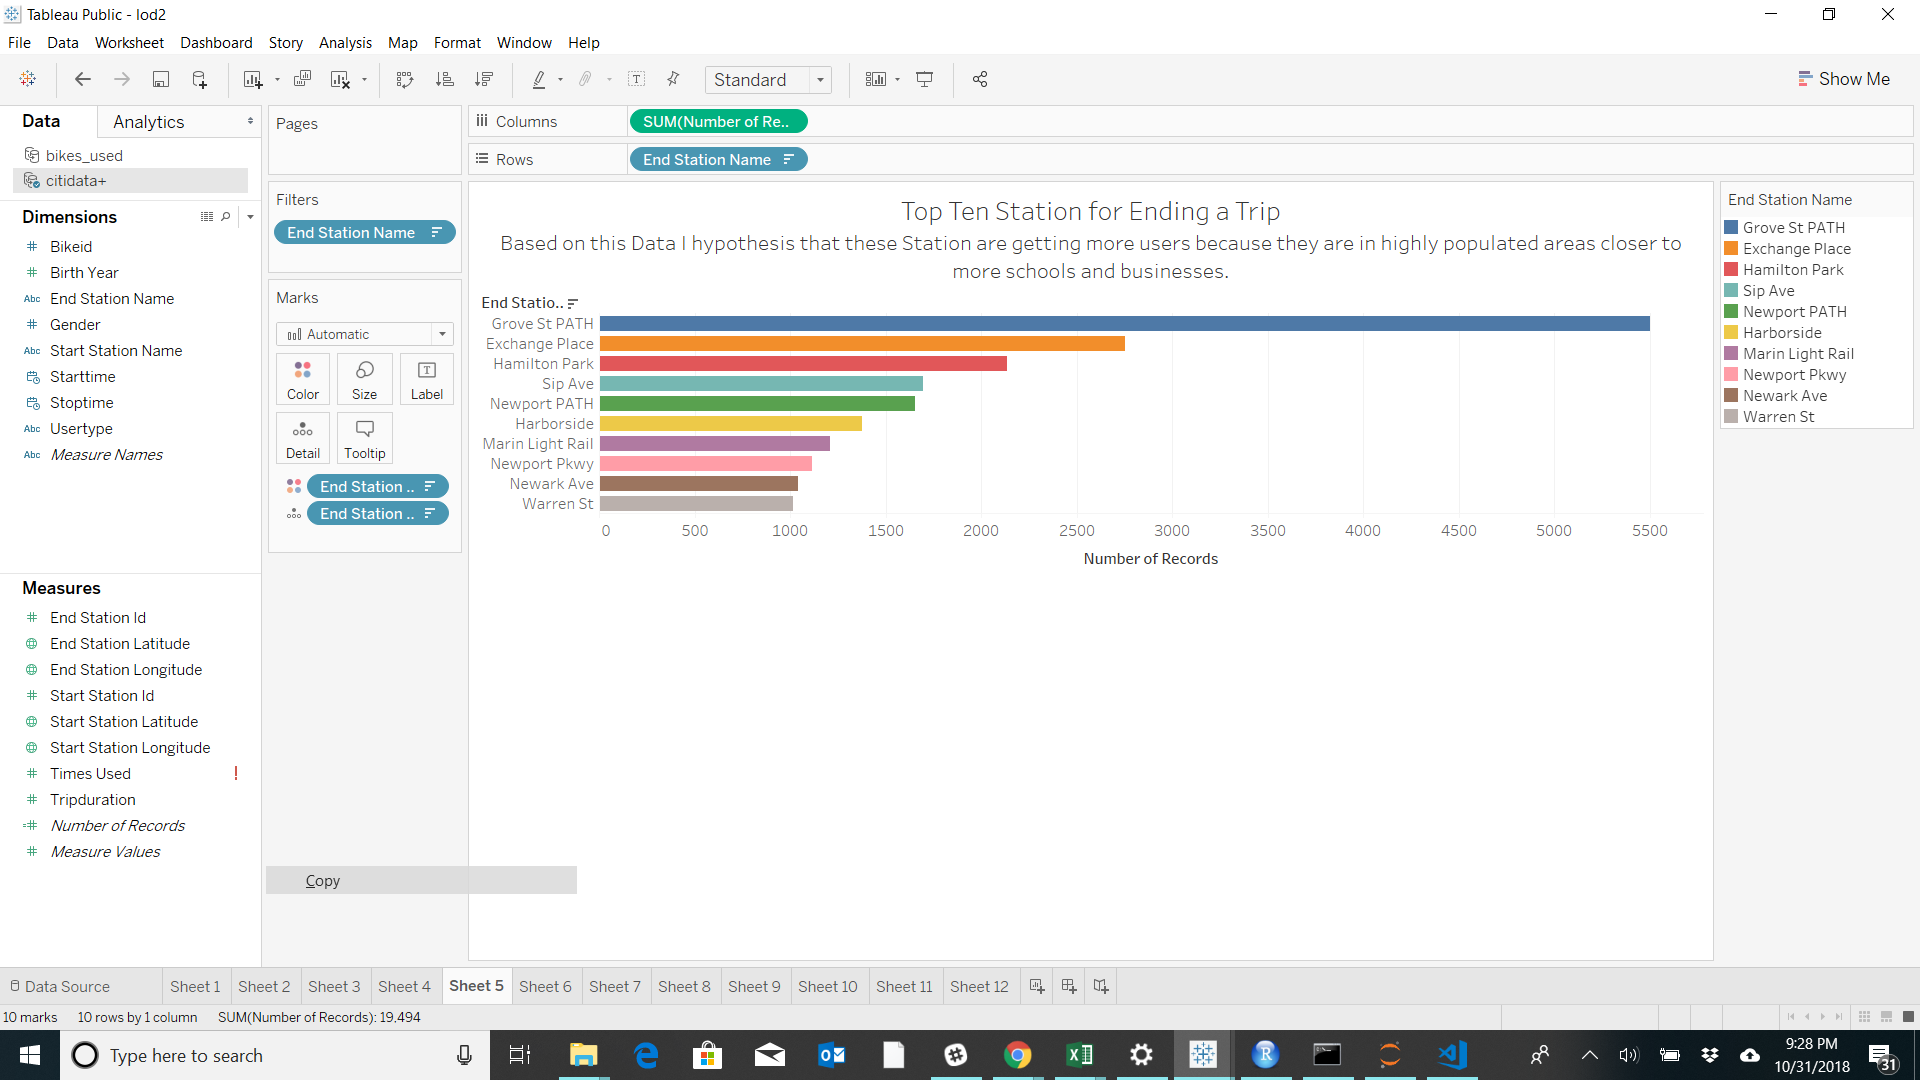 Tableau Public - lod2
File Data Worksheet Dashboard Story Analysis Map Format Window Help
Standard
Show Me
Data Analytics
bikes_used
citidata+
Dimensions
Bikeid
Birth Year
Abc End Station Name
Gender
Abc Start Station Name
Starttime
Stoptime
Abc Usertype
Abc Measure Names
Measures
End Station Id
End Station Latitude
End Station Longitude
Start Station Id
Start Station Latitude
Start Station Longitude
Times Used !
Tripduration
Number of Records
Measure Values
Pages
Filters
End Station Name
Marks
Automatic
Color Size Label
Detail Tooltip
End Station ..
End Station ..
Copy
Columns SUM(Number of Re..
Rows End Station Name
Top Ten Station for Ending a Trip
Based on this Data I hypothesis that these Station are getting more users because they are in highly populated areas closer to
more schools and businesses.
End Statio..
Grove St PATH
Exchange Place
Hamilton Park
Sip Ave
Newport PATH
Harborside
Marin Light Rail
Newport Pkwy
Newark Ave
Warren St
0 500 1000 1500 2000 2500 3000 3500 4000 4500 5000 5500
Number of Records
End Station Name
Grove St PATH
Exchange Place
Hamilton Park
Sip Ave
Newport PATH
Harborside
Marin Light Rail
Newport Pkwy
Newark Ave
Warren St
Data Source Sheet 1 Sheet 2 Sheet 3 Sheet 4 Sheet 5 Sheet 6 Sheet 7 Sheet 8 Sheet 9 Sheet 10 Sheet 11 Sheet 12
10 marks 10 rows by 1 column SUM(Number of Records): 19,494
Type here to search
9:28 PM
10/31/2018
31